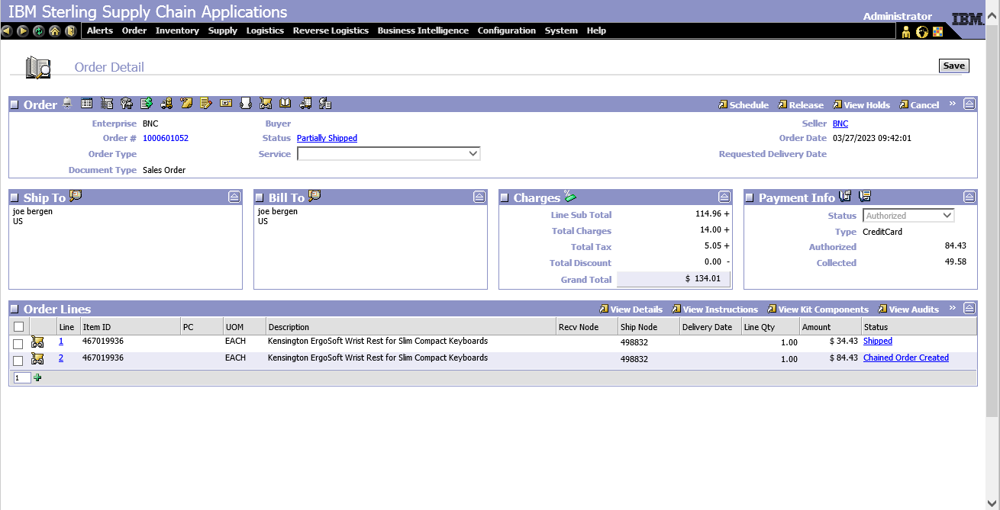 IBM Sterling Supply Chain Applications
Administrator
IBM
Alerts Order Inventory Supply Logistics Reverse Logistics Business Intelligence Configuration System Help
Order Detail
Save
Order Schedule Release View Holds Cancel »
Enterprise BNC Buyer Seller BNC
Order # 1000601052 Status Partially Shipped Order Date 03/27/2023 09:42:01
Order Type Service Requested Delivery Date
Document Type Sales Order
Ship To
joe bergen
US
Bill To
joe bergen
US
Charges
Line Sub Total 114.96 +
Total Charges 14.00 +
Total Tax 5.05 +
Total Discount 0.00 -
Grand Total $ 134.01
Payment Info
Status Authorized
Type CreditCard
Authorized 84.43
Collected 49.58
Order Lines View Details View Instructions View Kit Components View Audits »
Line Item ID PC UOM Description Recv Node Ship Node Delivery Date Line Qty Amount Status
1 467019936 EACH Kensington ErgoSoft Wrist Rest for Slim Compact Keyboards 498832 1.00 $ 34.43 Shipped
2 467019936 EACH Kensington ErgoSoft Wrist Rest for Slim Compact Keyboards 498832 1.00 $ 84.43 Chained Order Created
1